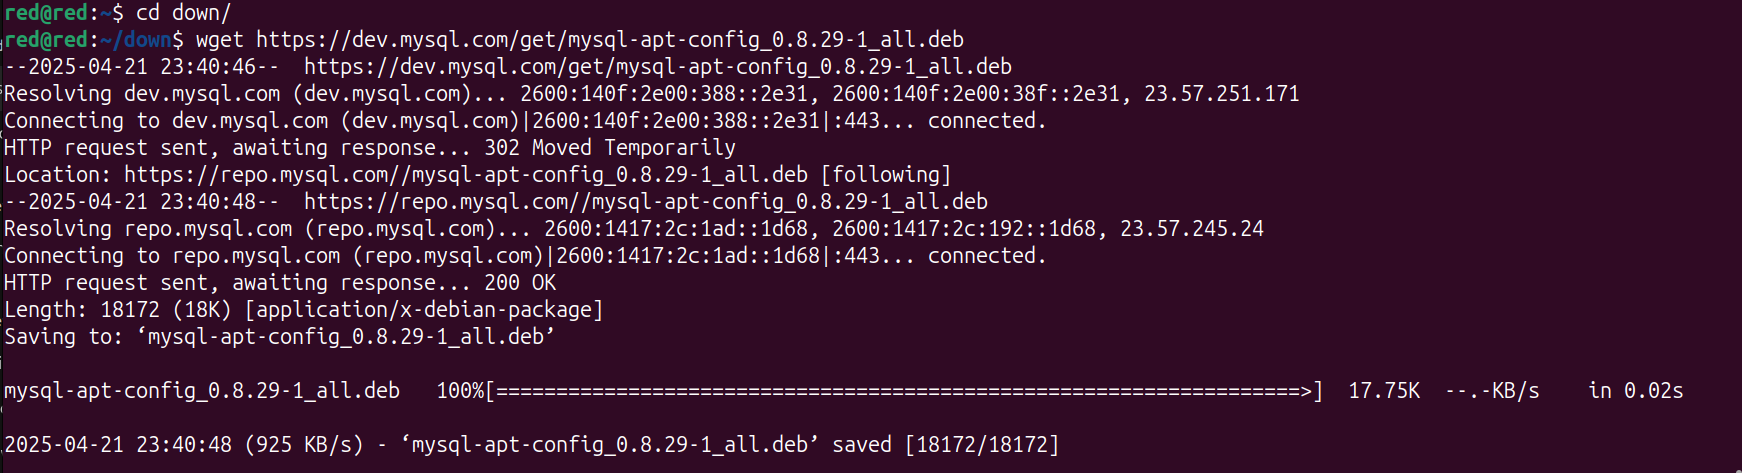 red@red:~$ cd down/
red@red:~/down$ wget https://dev.mysql.com/get/mysql-apt-config_0.8.29-1_all.deb
--2025-04-21 23:40:46--  https://dev.mysql.com/get/mysql-apt-config_0.8.29-1_all.deb
Resolving dev.mysql.com (dev.mysql.com)... 2600:140f:2e00:388::2e31, 2600:140f:2e00:38f::2e31, 23.57.251.171
Connecting to dev.mysql.com (dev.mysql.com)|2600:140f:2e00:388::2e31|:443... connected.
HTTP request sent, awaiting response... 302 Moved Temporarily
Location: https://repo.mysql.com//mysql-apt-config_0.8.29-1_all.deb [following]
--2025-04-21 23:40:48--  https://repo.mysql.com//mysql-apt-config_0.8.29-1_all.deb
Resolving repo.mysql.com (repo.mysql.com)... 2600:1417:2c:1ad::1d68, 2600:1417:2c:192::1d68, 23.57.245.24
Connecting to repo.mysql.com (repo.mysql.com)|2600:1417:2c:1ad::1d68|:443... connected.
HTTP request sent, awaiting response... 200 OK
Length: 18172 (18K) [application/x-debian-package]
Saving to: ‘mysql-apt-config_0.8.29-1_all.deb’
mysql-apt-config_0.8.29-1_all.deb   100%[===================================================================>]  17.75K  --.-KB/s    in 0.02s
2025-04-21 23:40:48 (925 KB/s) - ‘mysql-apt-config_0.8.29-1_all.deb’ saved [18172/18172]